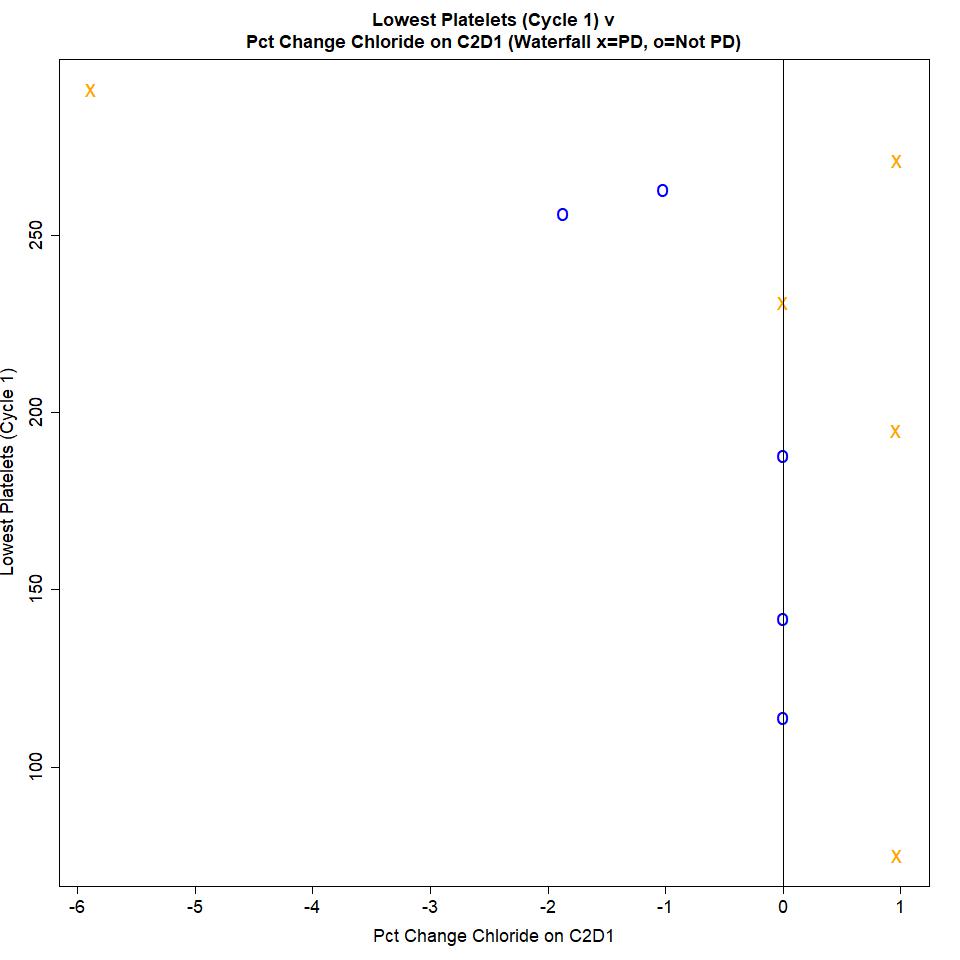 Lowest Platelets (Cycle 1) v
Pct Change Chloride on C2D1 (Waterfall x=PD, o=Not PD)
X
X
O
O
250
X
200
X
O
Lowest Platelets (Cycle 1)
150
O
O
100
X
-6 -5 -4 -3 -2 -1 0 1
Pct Change Chloride on C2D1